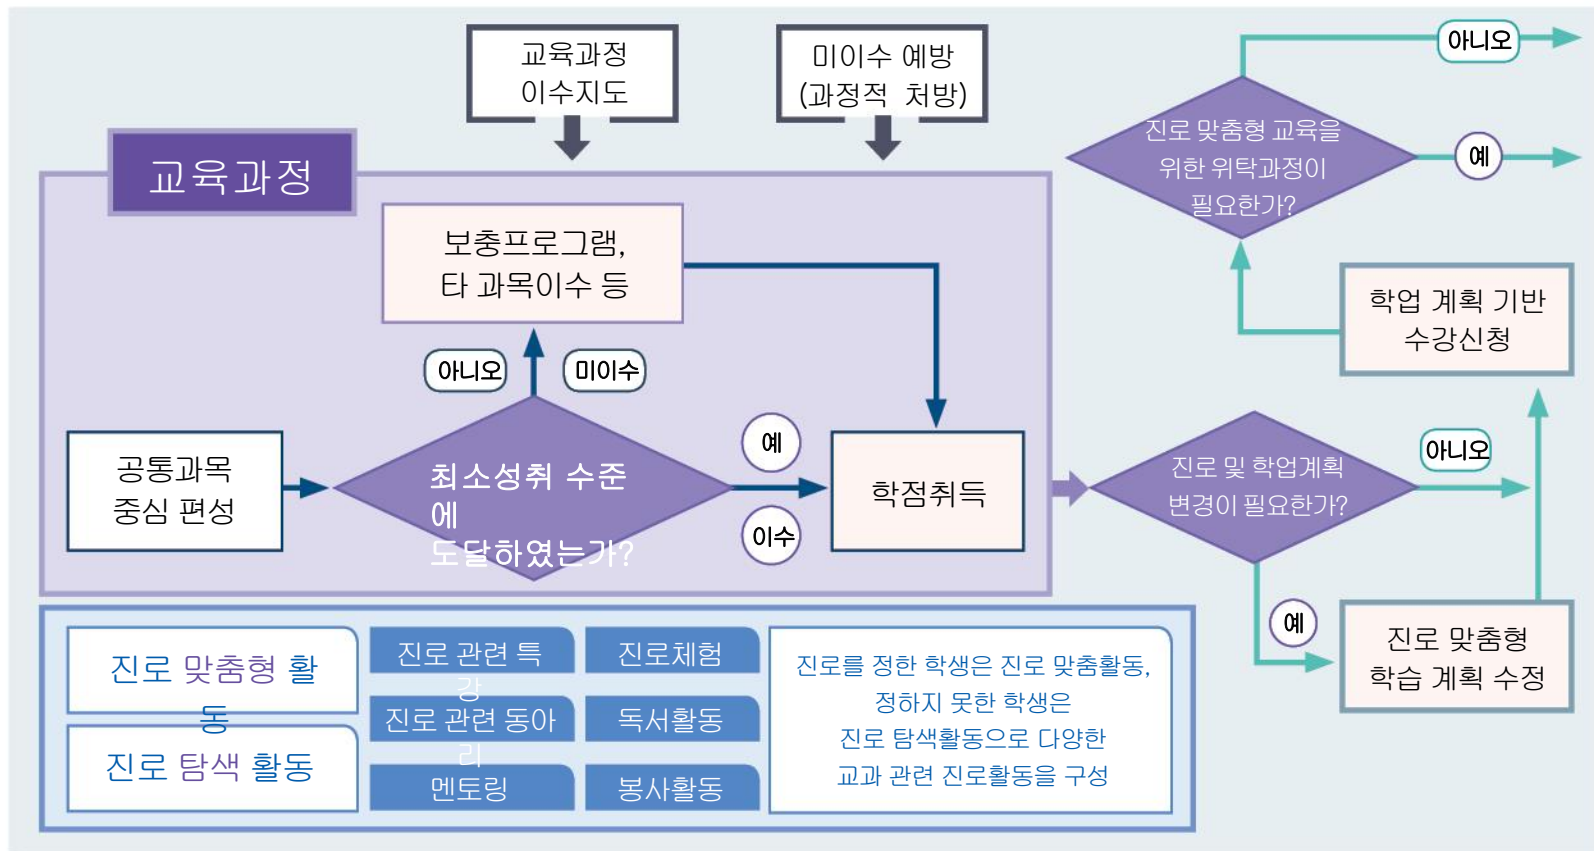 교육과정
이수지도
미이수 예방
(과정적 처방)
아니오
진로 맞춤형 교육을
위한 위탁과정이
필요한가?
예
교육과정
보충프로그램,
타 과목이수 등
학업 계획 기반
수강신청
아니오
미이수
공통과목
중심 편성
최소성취 수준
에
도달하였는가?
예
이수
학점취득
진로 및 학업계획
변경이 필요한가?
아니오
예
진로 맞춤형
학습 계획 수정
진로 맞춤형 활
동
진로 탐색 활동
진로 관련 특
강
진로 관련 동아
리
멘토링
진로체험
독서활동
봉사활동
진로를 정한 학생은 진로 맞춤활동,
정하지 못한 학생은
진로 탐색활동으로 다양한
교과 관련 진로활동을 구성